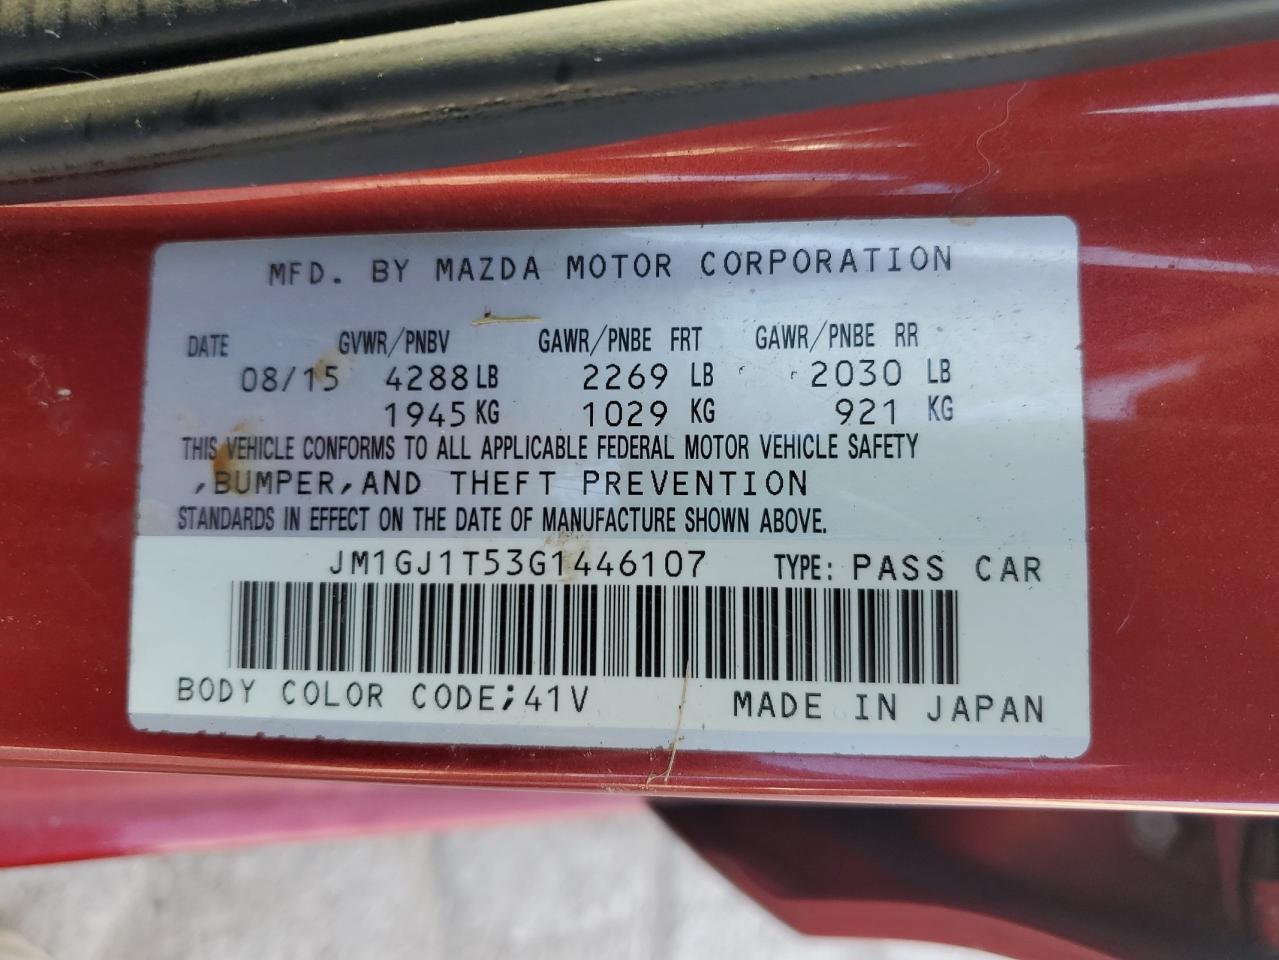 MFD. BY MAZDA MOTOR CORPORATION
DATE GVWR/PNBV GAWR/PNBE FRT GAWR/PNBE RR
08/15 4288 LB 2269 LB 2030 LB
1945 KG 1029 KG 921 KG
THIS VEHICLE CONFORMS TO ALL APPLICABLE FEDERAL MOTOR VEHICLE SAFETY
,BUMPER,AND THEFT PREVENTION
STANDARDS IN EFFECT ON THE DATE OF MANUFACTURE SHOWN ABOVE.
JM1GJ1T53G1446107 TYPE: PASS CAR
BODY COLOR CODE;41V MADE IN JAPAN